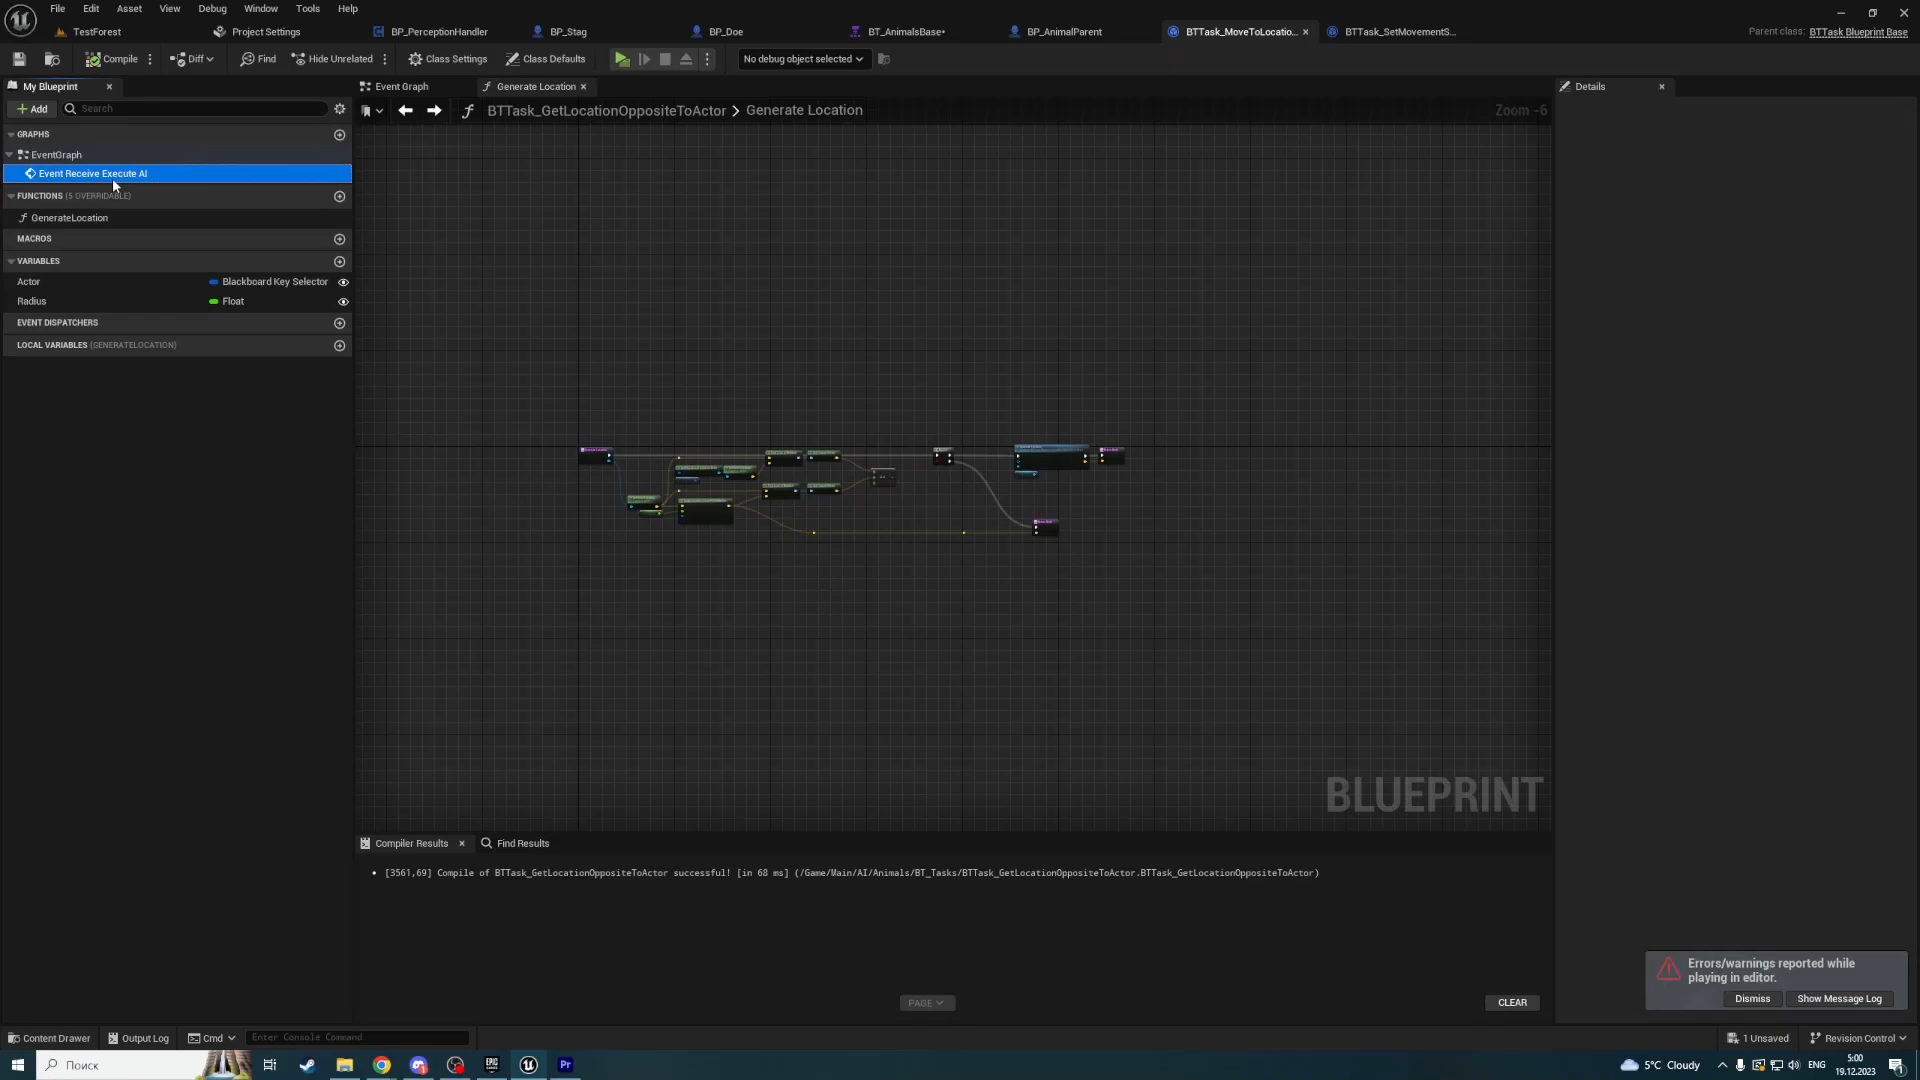 File Edit Asset View Debug Window Tools Help
TestForest Project Settings BP_PerceptionHandler BP_Stag BP_Doe BT_AnimalsBase• BP_AnimalParent BTTask_MoveToLocatio... BTTask_SetMovementS...
Parent class: BTTask Blueprint Base
Compile Diff Find Hide Unrelated Class Settings Class Defaults No debug object selected
My Blueprint Event Graph Generate Location Details
+ Add Search
BTTask_GetLocationOppositeToActor > Generate Location Zoom -6
GRAPHS
EventGraph
Event Receive Execute AI
FUNCTIONS (5 OVERRIDABLE)
GenerateLocation
MACROS
VARIABLES
Actor Blackboard Key Selector
Radius Float
EVENT DISPATCHERS
LOCAL VARIABLES (GENERATELOCATION)
BLUEPRINT
Compiler Results Find Results
• [3561,69] Compile of BTTask_GetLocationOppositeToActor successful! [in 68 ms] (/Game/Main/AI/Animals/BT_Tasks/BTTask_GetLocationOppositeToActor.BTTask_GetLocationOppositeToActor)
Errors/warnings reported while
playing in editor.
Dismiss Show Message Log
PAGE CLEAR
Content Drawer Output Log Cmd Enter Console Command 1 Unsaved Revision Control
Поиск EPIC GAMES Pr 5°C Cloudy ENG 5:00
19.12.2023 1